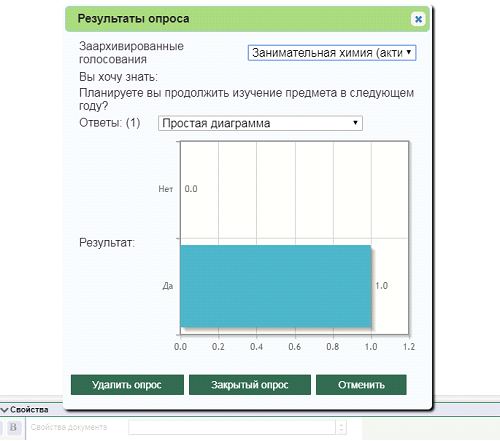 Результаты опроса
Заархивированные
голосования
Занимательная химия (акти
Вы хочу знать:
Планируете вы продолжить изучение предмета в следующем
году?
Ответы: (1)
Простая диаграмма
Нет
0.0
Результат:
Да
1.0
0.0 0.2 0.4 0.6 0.8 1.0 1.2
Удалить опрос
Закрытый опрос
Отменить
Свойства
B
Свойства документа